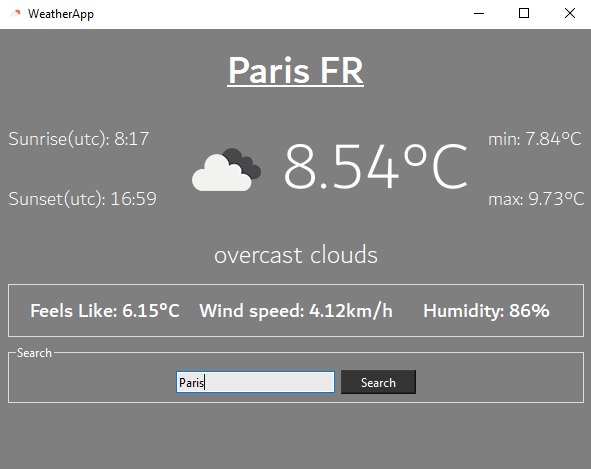 WeatherApp
Paris FR
Sunrise(utc): 8:17
8.54°C
min: 7.84°C
Sunset(utc): 16:59
max: 9.73°C
overcast clouds
Feels Like: 6.15°C Wind speed: 4.12km/h Humidity: 86%
Search
Paris Search